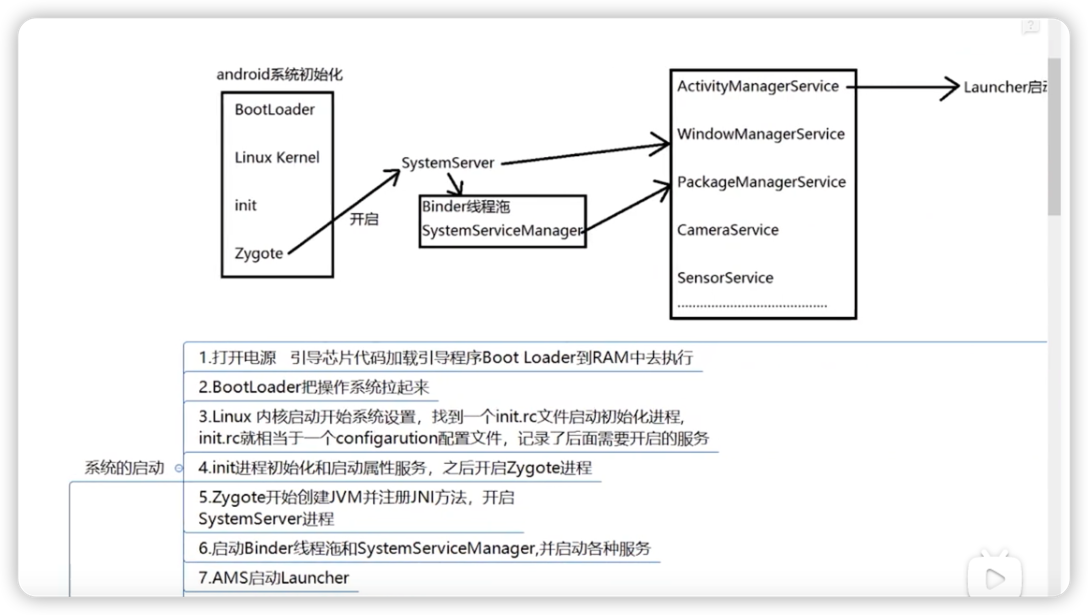 android系统初始化
BootLoader
Linux Kernel
init
Zygote
开启
SystemServer
Binder线程池
SystemServiceManager
ActivityManagerService
WindowManagerService
PackageManagerService
CameraService
SensorService
......................................
Launcher启动
1.打开电源 引导芯片代码加载引导程序Boot Loader到RAM中去执行
2.BootLoader把操作系统拉起来
3.Linux 内核启动开始系统设置，找到一个init.rc文件启动初始化进程,
init.rc就相当于一个configarution配置文件，记录了后面需要开启的服务
系统的启动
4.init进程初始化和启动属性服务，之后开启Zygote进程
5.Zygote开始创建JVM并注册JNI方法，开启
SystemServer进程
6.启动Binder线程池和SystemServiceManager,并启动各种服务
7.AMS启动Launcher